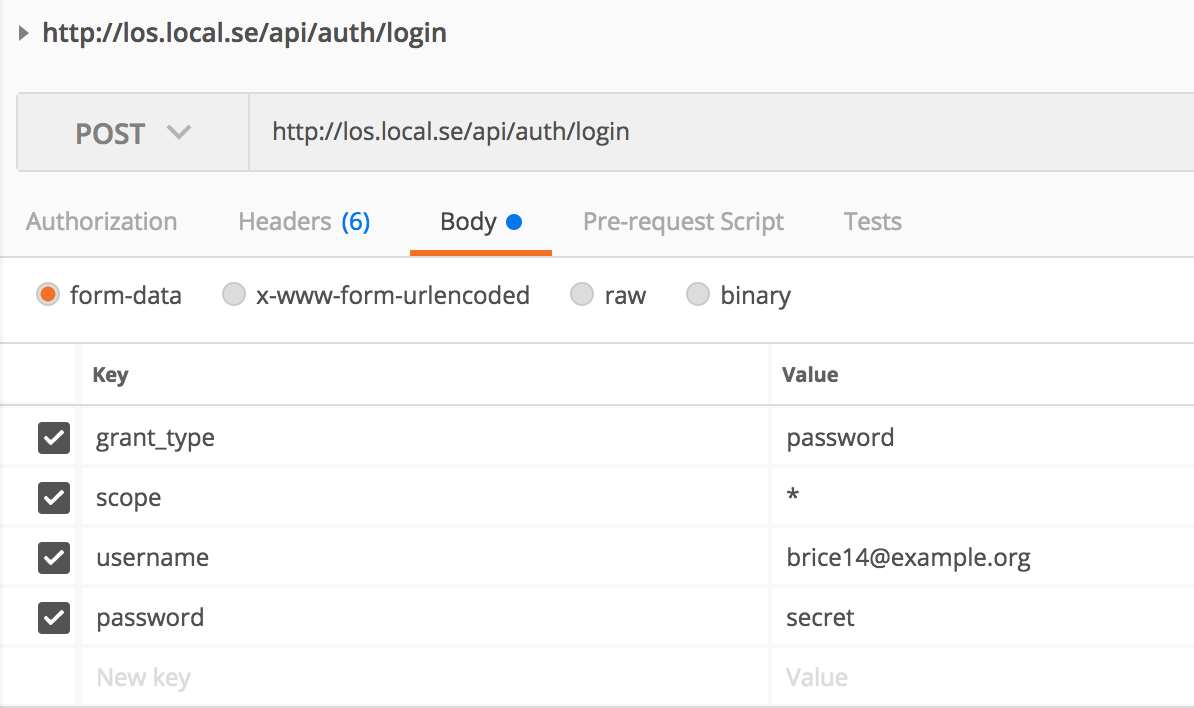 http://los.local.se/api/auth/login
POST http://los.local.se/api/auth/login
Authorization Headers (6) Body Pre-request Script Tests
form-data x-www-form-urlencoded raw binary
Key Value
grant_type password
scope *
username brice14@example.org
password secret
New key Value